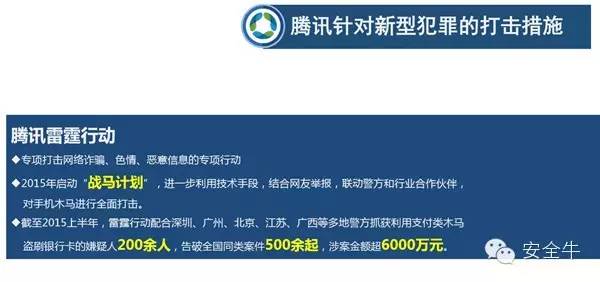 腾讯针对新型犯罪的打击措施
腾讯雷霆行动
◆专项打击网络诈骗、色情、恶意信息的专项行动
◆2015年启动“战马计划”，进一步利用技术手段，结合网友举报，联动警方和行业合作伙伴，
对手机木马进行全面打击。
◆截至2015上半年，雷霆行动配合深圳、广州、北京、江苏、广西等多地警方抓获利用支付类木马
盗刷银行卡的嫌疑人200余人，告破全国同类案件500余起，涉案金额超6000万元.
安全牛